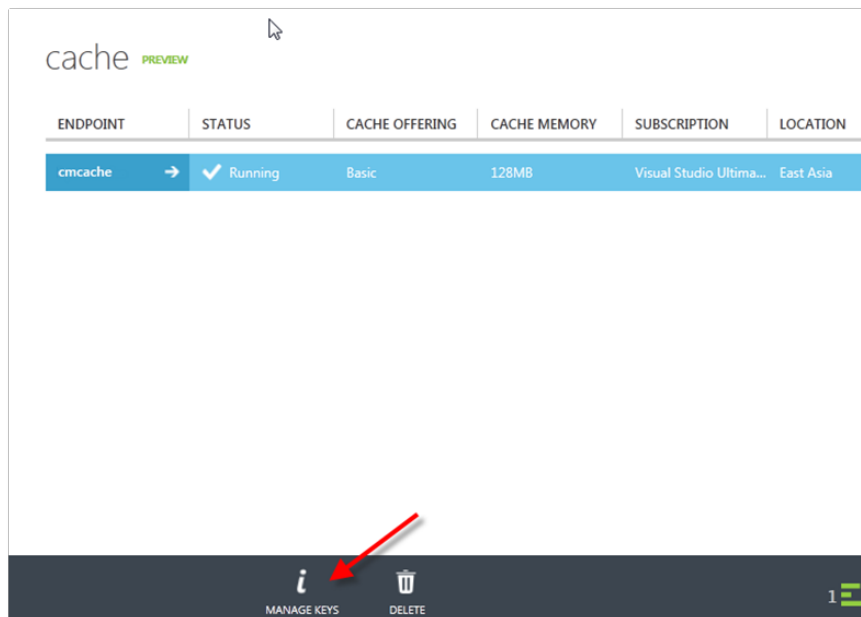 cache PREVIEW
ENDPOINT STATUS CACHE OFFERING CACHE MEMORY SUBSCRIPTION LOCATION
cmcache Running Basic 128MB Visual Studio Ultima... East Asia
i
MANAGE KEYS DELETE
1